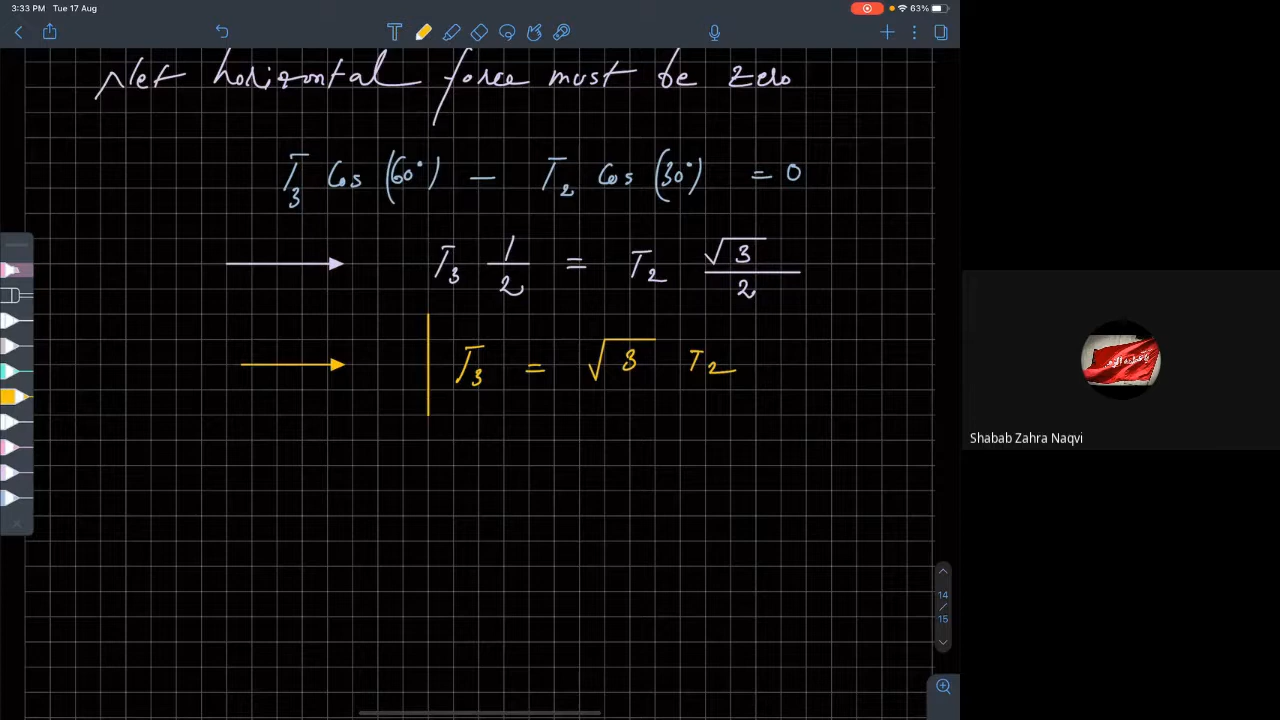 3:33 PM Tue 17 Aug
63%
Net horizontal force must be zero
T₃ Cos (60°) — T₂ Cos (30°) = 0
T₃ 1/2 = T₂ √3/2
T₃ = √3 T₂
Shabab Zahra Naqvi
14
/
15